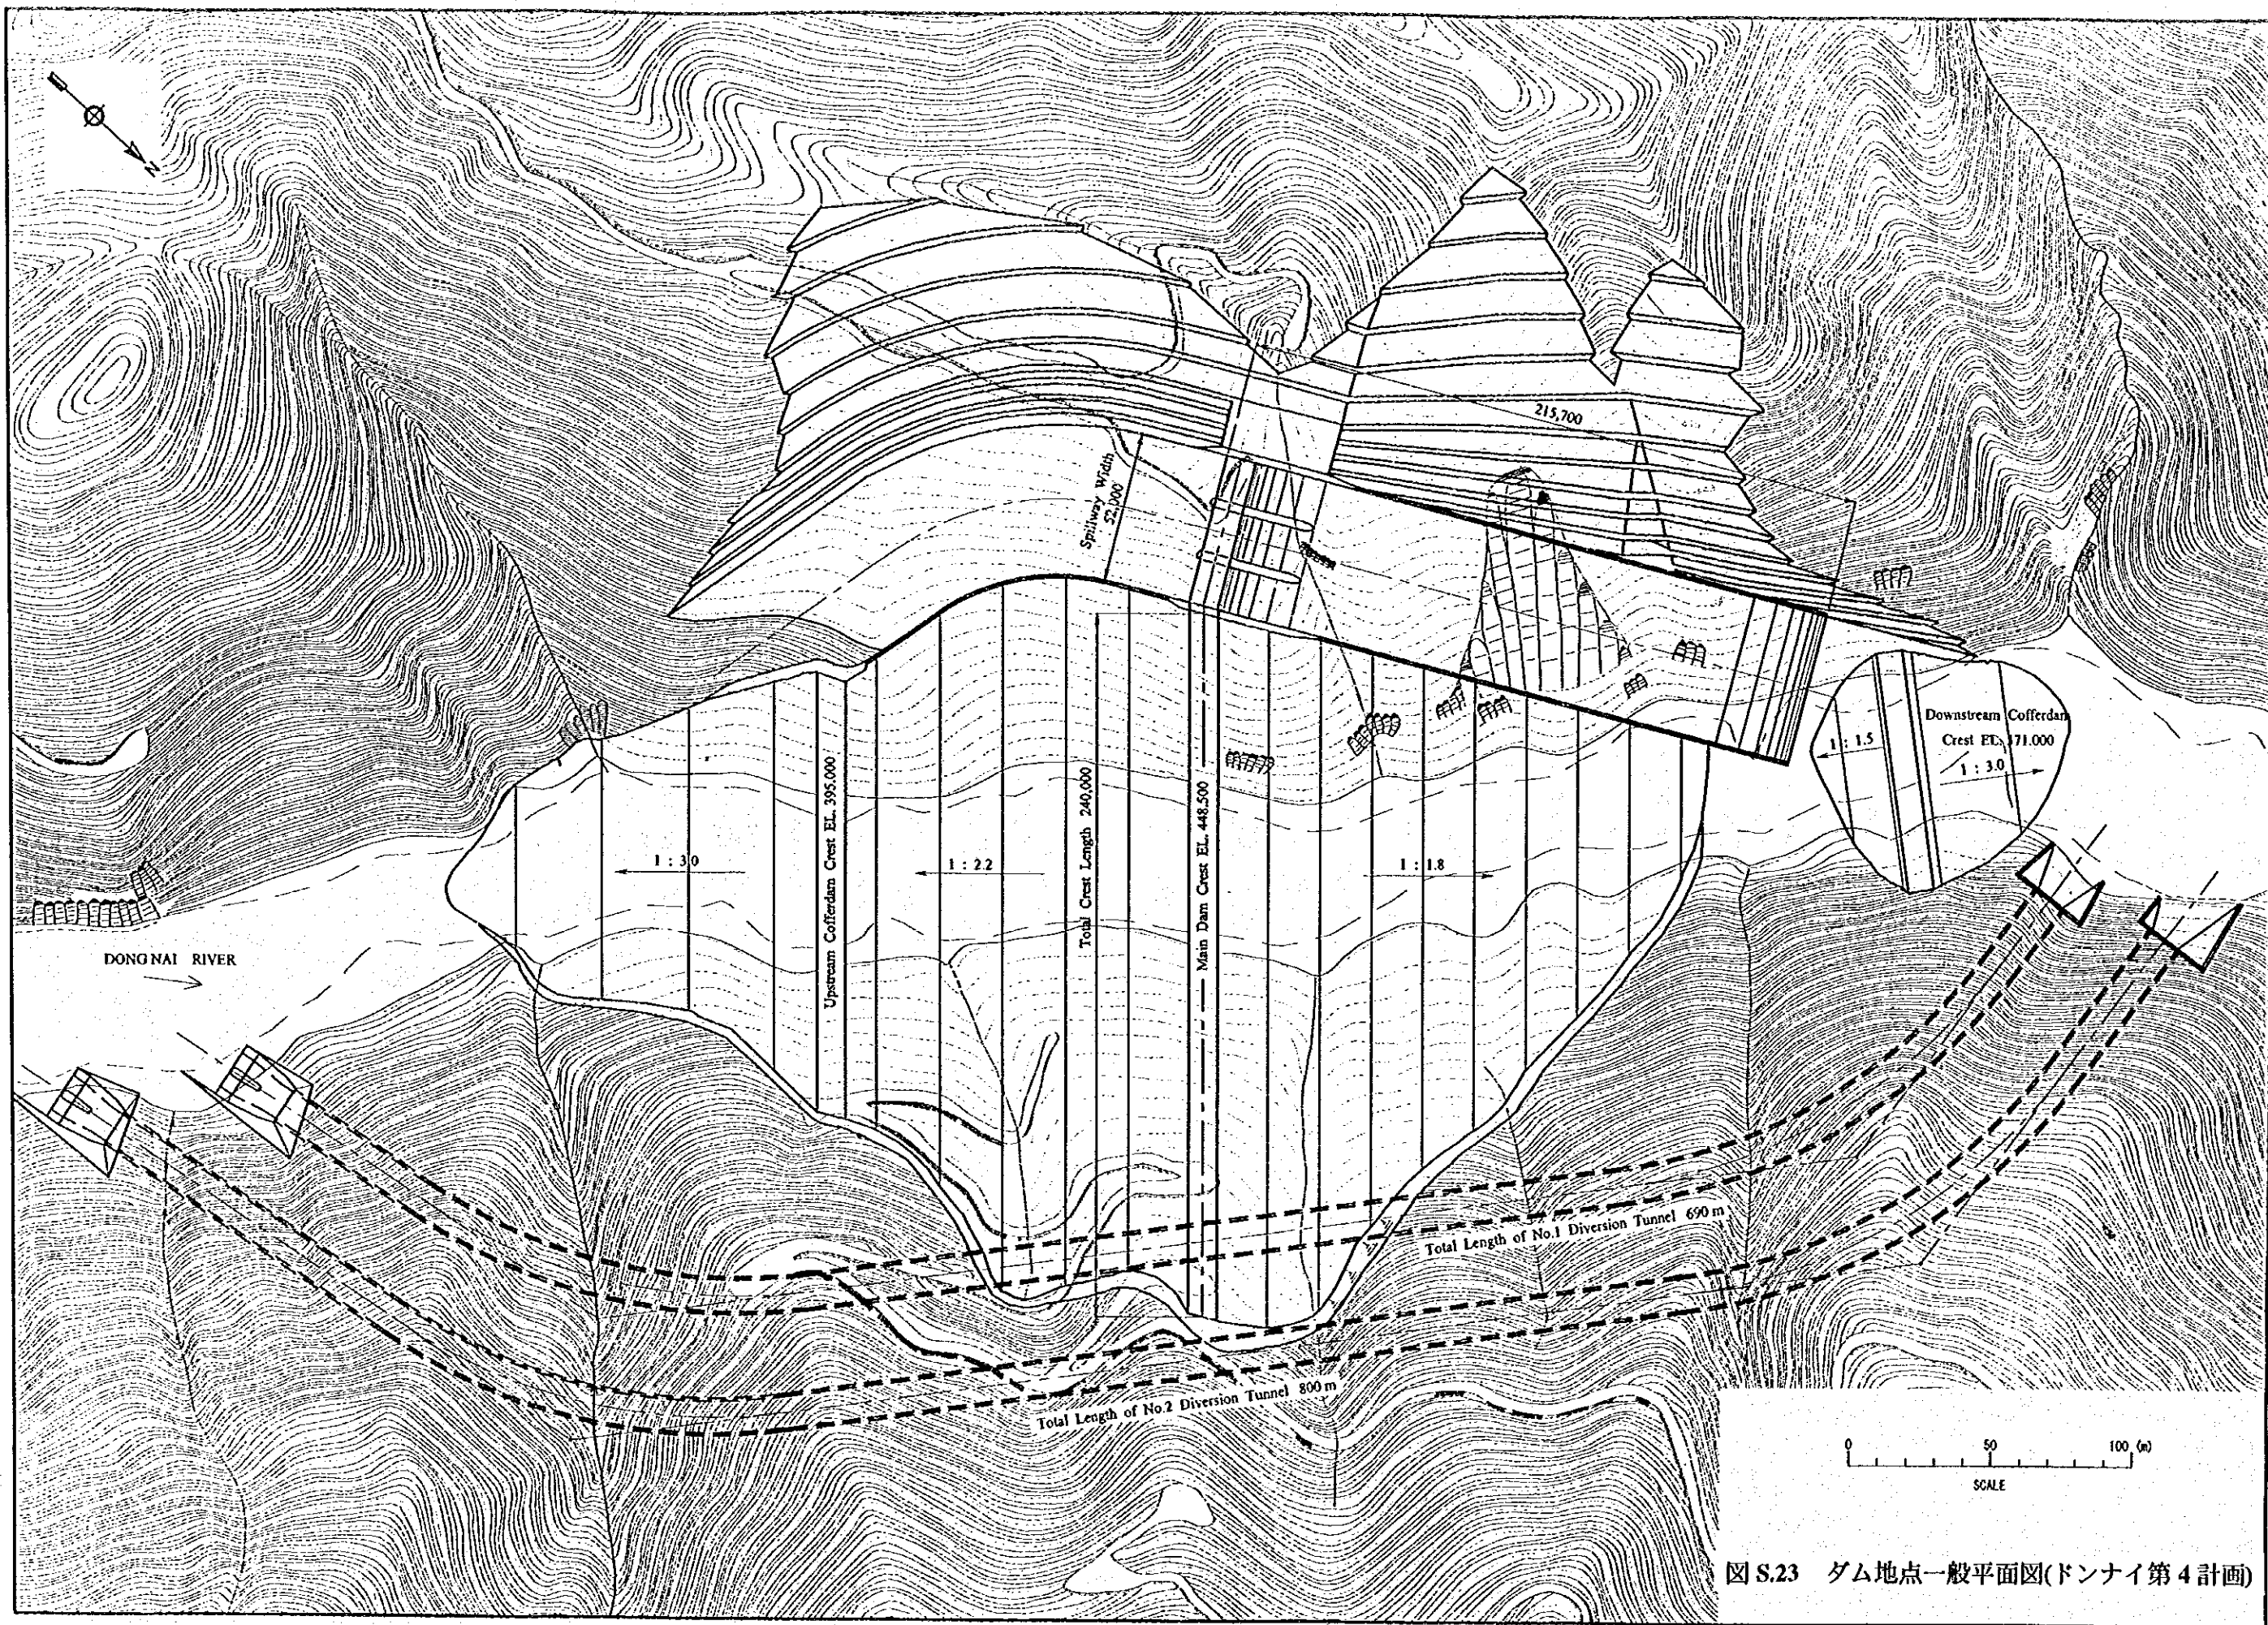 N
215,700
Spillway Width
52,000
Downstream Cofferdam
Crest EL. 371.000
1 : 1.5
1 : 3.0
Upstream Cofferdam Crest EL. 395.000
Total Crest Length 240,000
Main Dam Crest EL. 448.500
1 : 3.0
1 : 2.2
1 : 1.8
DONG NAI RIVER
Total Length of No.1 Diversion Tunnel 690 m
Total Length of No.2 Diversion Tunnel 800 m
0 50 100 (m)
SCALE
図 S.23 ダム地点一般平面図(ドンナイ第 4 計画)